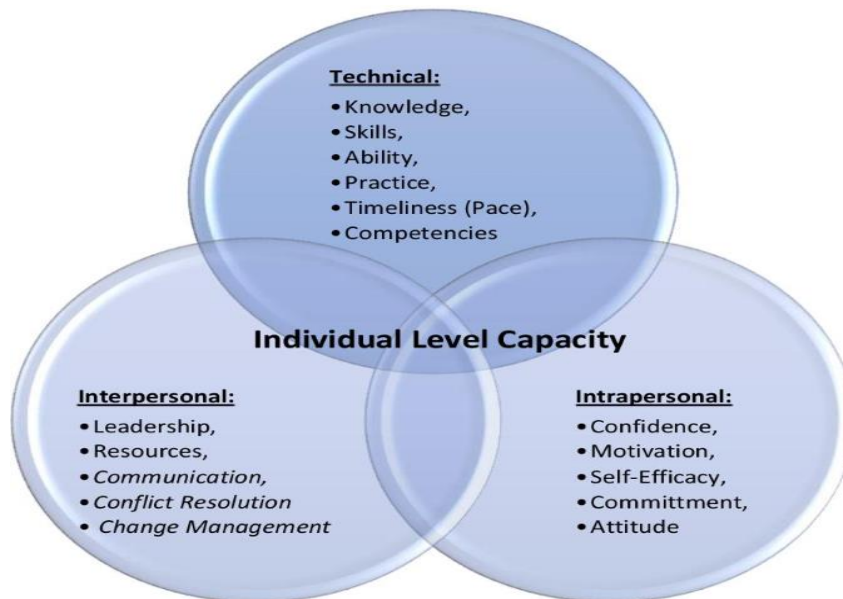 Technical:
•Knowledge,
•Skills,
•Ability,
•Practice,
•Timeliness (Pace),
•Competencies
Individual Level Capacity
Interpersonal:
•Leadership,
•Resources,
•Communication,
•Conflict Resolution
• Change Management
Intrapersonal:
•Confidence,
•Motivation,
•Self-Efficacy,
•Committment,
•Attitude